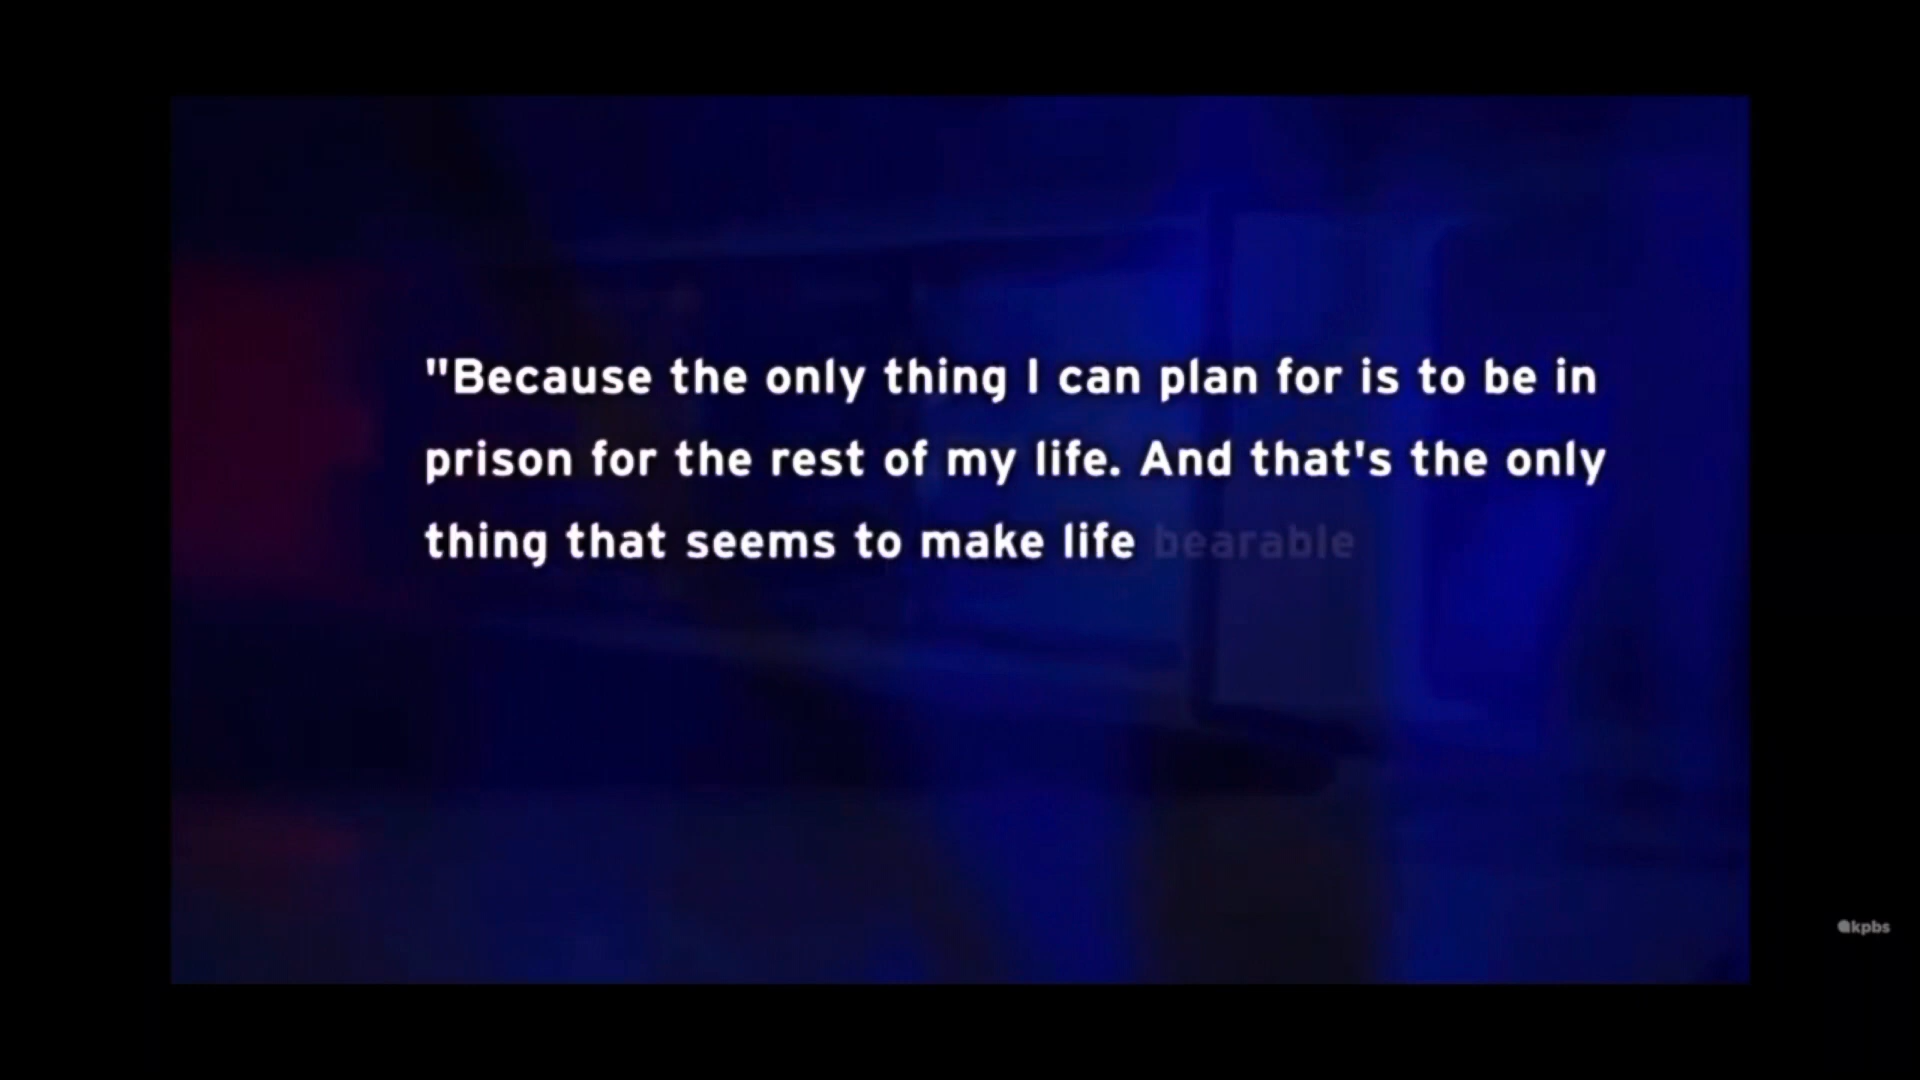 "Because the only thing I can plan for is to be in
prison for the rest of my life. And that's the only
thing that seems to make life bearable
kpbs